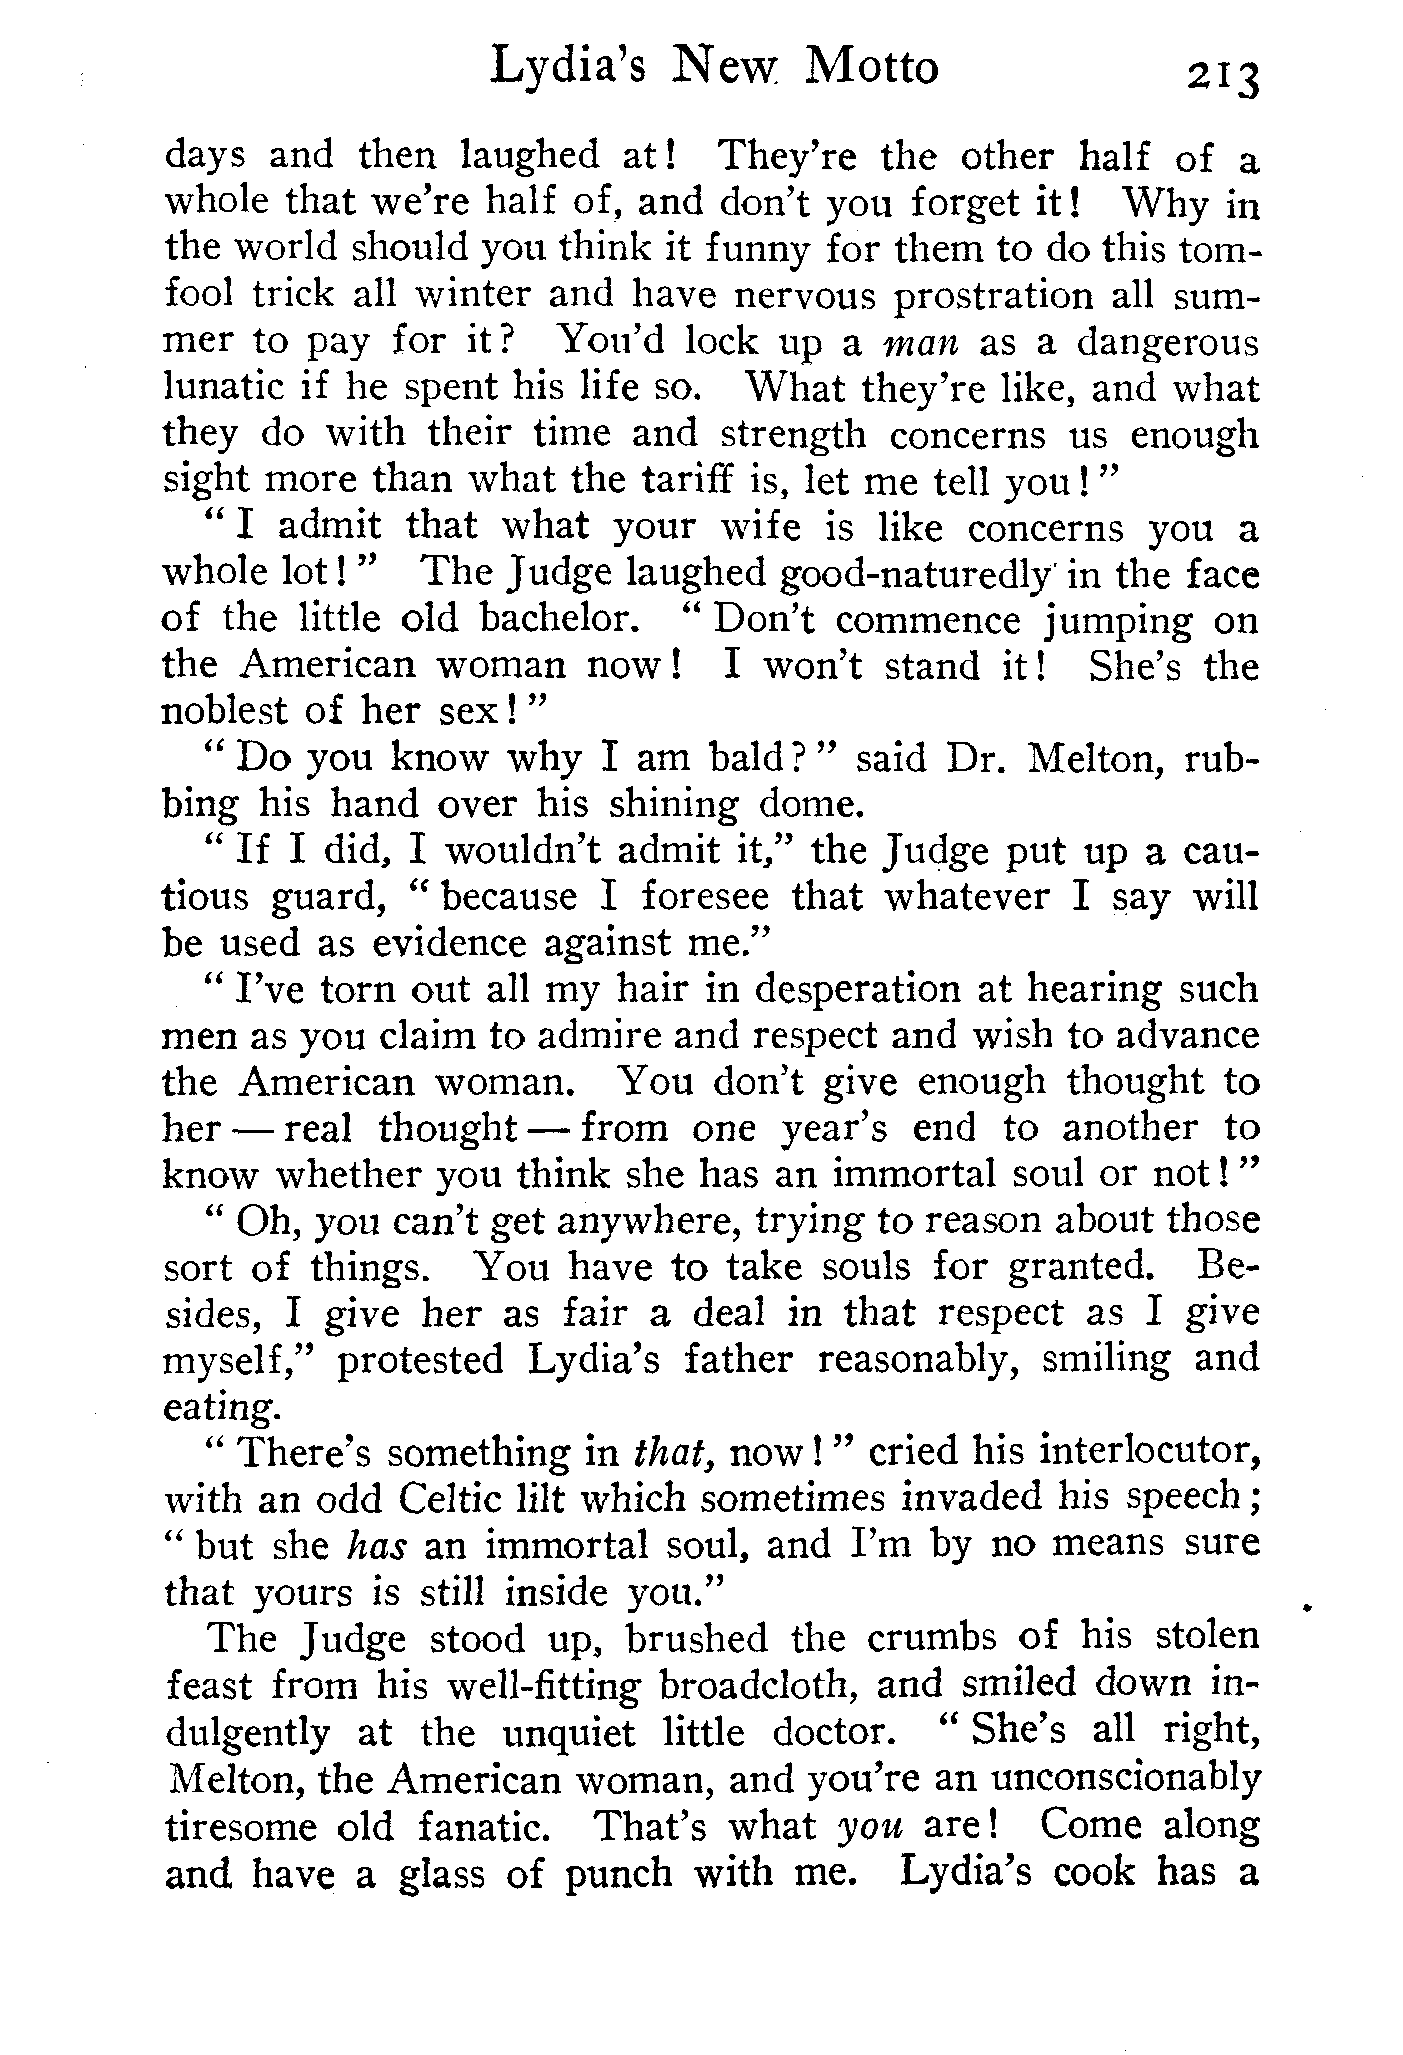 Lydia's New Motto 213
days and then laughed at! They're the other half of a
whole that we're half of, and don't you forget it! Why in
the world should you think it funny for them to do this tom-
fool trick all winter and have nervous prostration all sum-
mer to pay for it? You'd lock up a man as a dangerous
lunatic if he spent his life so. What they're like, and what
they do with their time and strength concerns us enough
sight more than what the tariff is, let me tell you!"
"I admit that what your wife is like concerns you a
whole lot!" The Judge laughed good-naturedly in the face
of the little old bachelor. "Don't commence jumping on
the American woman now! I won't stand it! She's the
noblest of her sex!"
"Do you know why I am bald?" said Dr. Melton, rub-
bing his hand over his shining dome.
"If I did, I wouldn't admit it," the Judge put up a cau-
tious guard, "because I foresee that whatever I say will
be used as evidence against me."
"I've torn out all my hair in desperation at hearing such
men as you claim to admire and respect and wish to advance
the American woman. You don't give enough thought to
her — real thought — from one year's end to another to
know whether you think she has an immortal soul or not!"
"Oh, you can't get anywhere, trying to reason about those
sort of things. You have to take souls for granted. Be-
sides, I give her as fair a deal in that respect as I give
myself," protested Lydia's father reasonably, smiling and
eating.
"There's something in that, now!" cried his interlocutor,
with an odd Celtic lilt which sometimes invaded his speech;
"but she has an immortal soul, and I'm by no means sure
that yours is still inside you."
The Judge stood up, brushed the crumbs of his stolen
feast from his well-fitting broadcloth, and smiled down in-
dulgently at the unquiet little doctor. "She's all right,
Melton, the American woman, and you're an unconscionably
tiresome old fanatic. That's what you are! Come along
and have a glass of punch with me. Lydia's cook has a